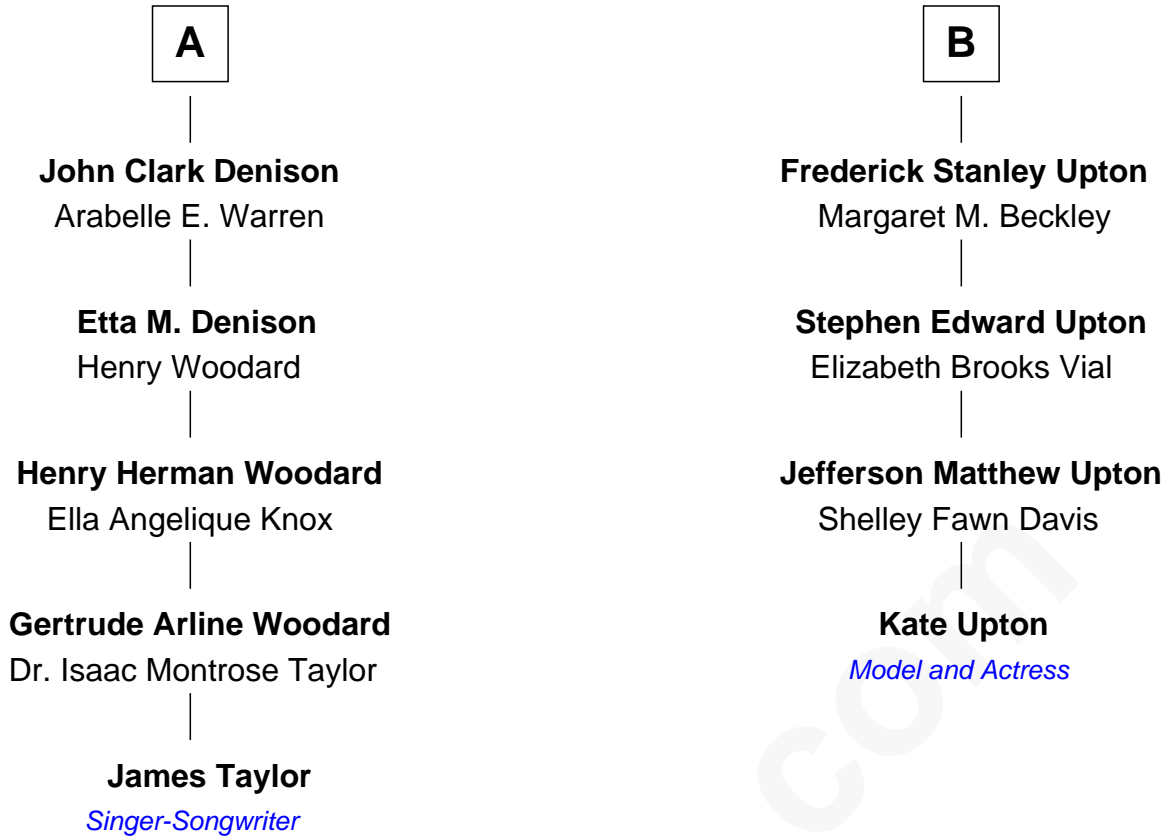 A
John Clark Denison
Arabelle E. Warren
Etta M. Denison
Henry Woodard
Henry Herman Woodard
Ella Angelique Knox
Gertrude Arline Woodard
Dr. Isaac Montrose Taylor
James Taylor
Singer-Songwriter
B
Frederick Stanley Upton
Margaret M. Beckley
Stephen Edward Upton
Elizabeth Brooks Vial
Jefferson Matthew Upton
Shelley Fawn Davis
Kate Upton
Model and Actress
com